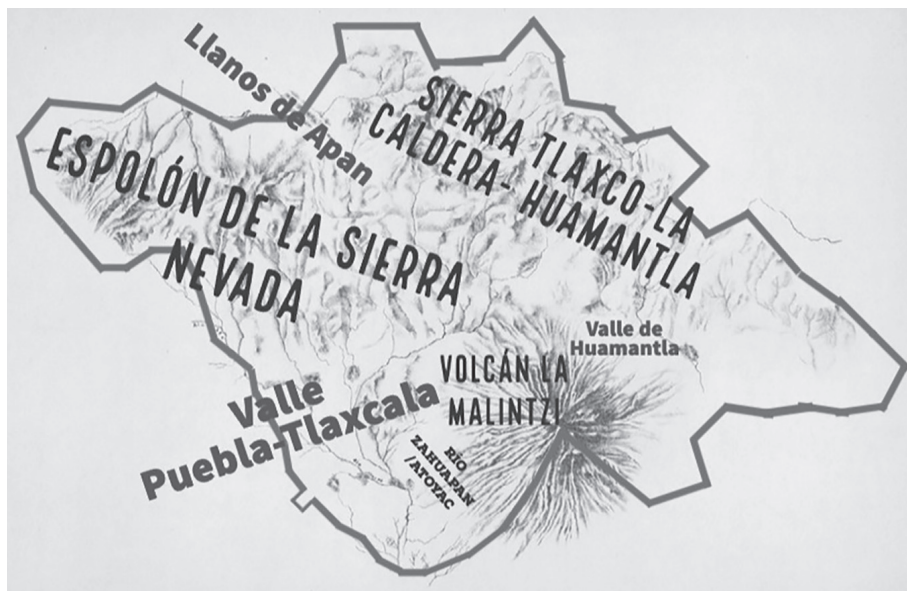 Llanos de Apan
SIERRA TLAXCO-LA
CALDERA- HUAMANTLA
ESPOLÓN DE LA SIERRA
NEVADA
Valle de
Huamantla
VOLCÁN LA
MALINTZI
Valle
Puebla-Tlaxcala
RÍO
ZAHUAPAN
/ATOYAC